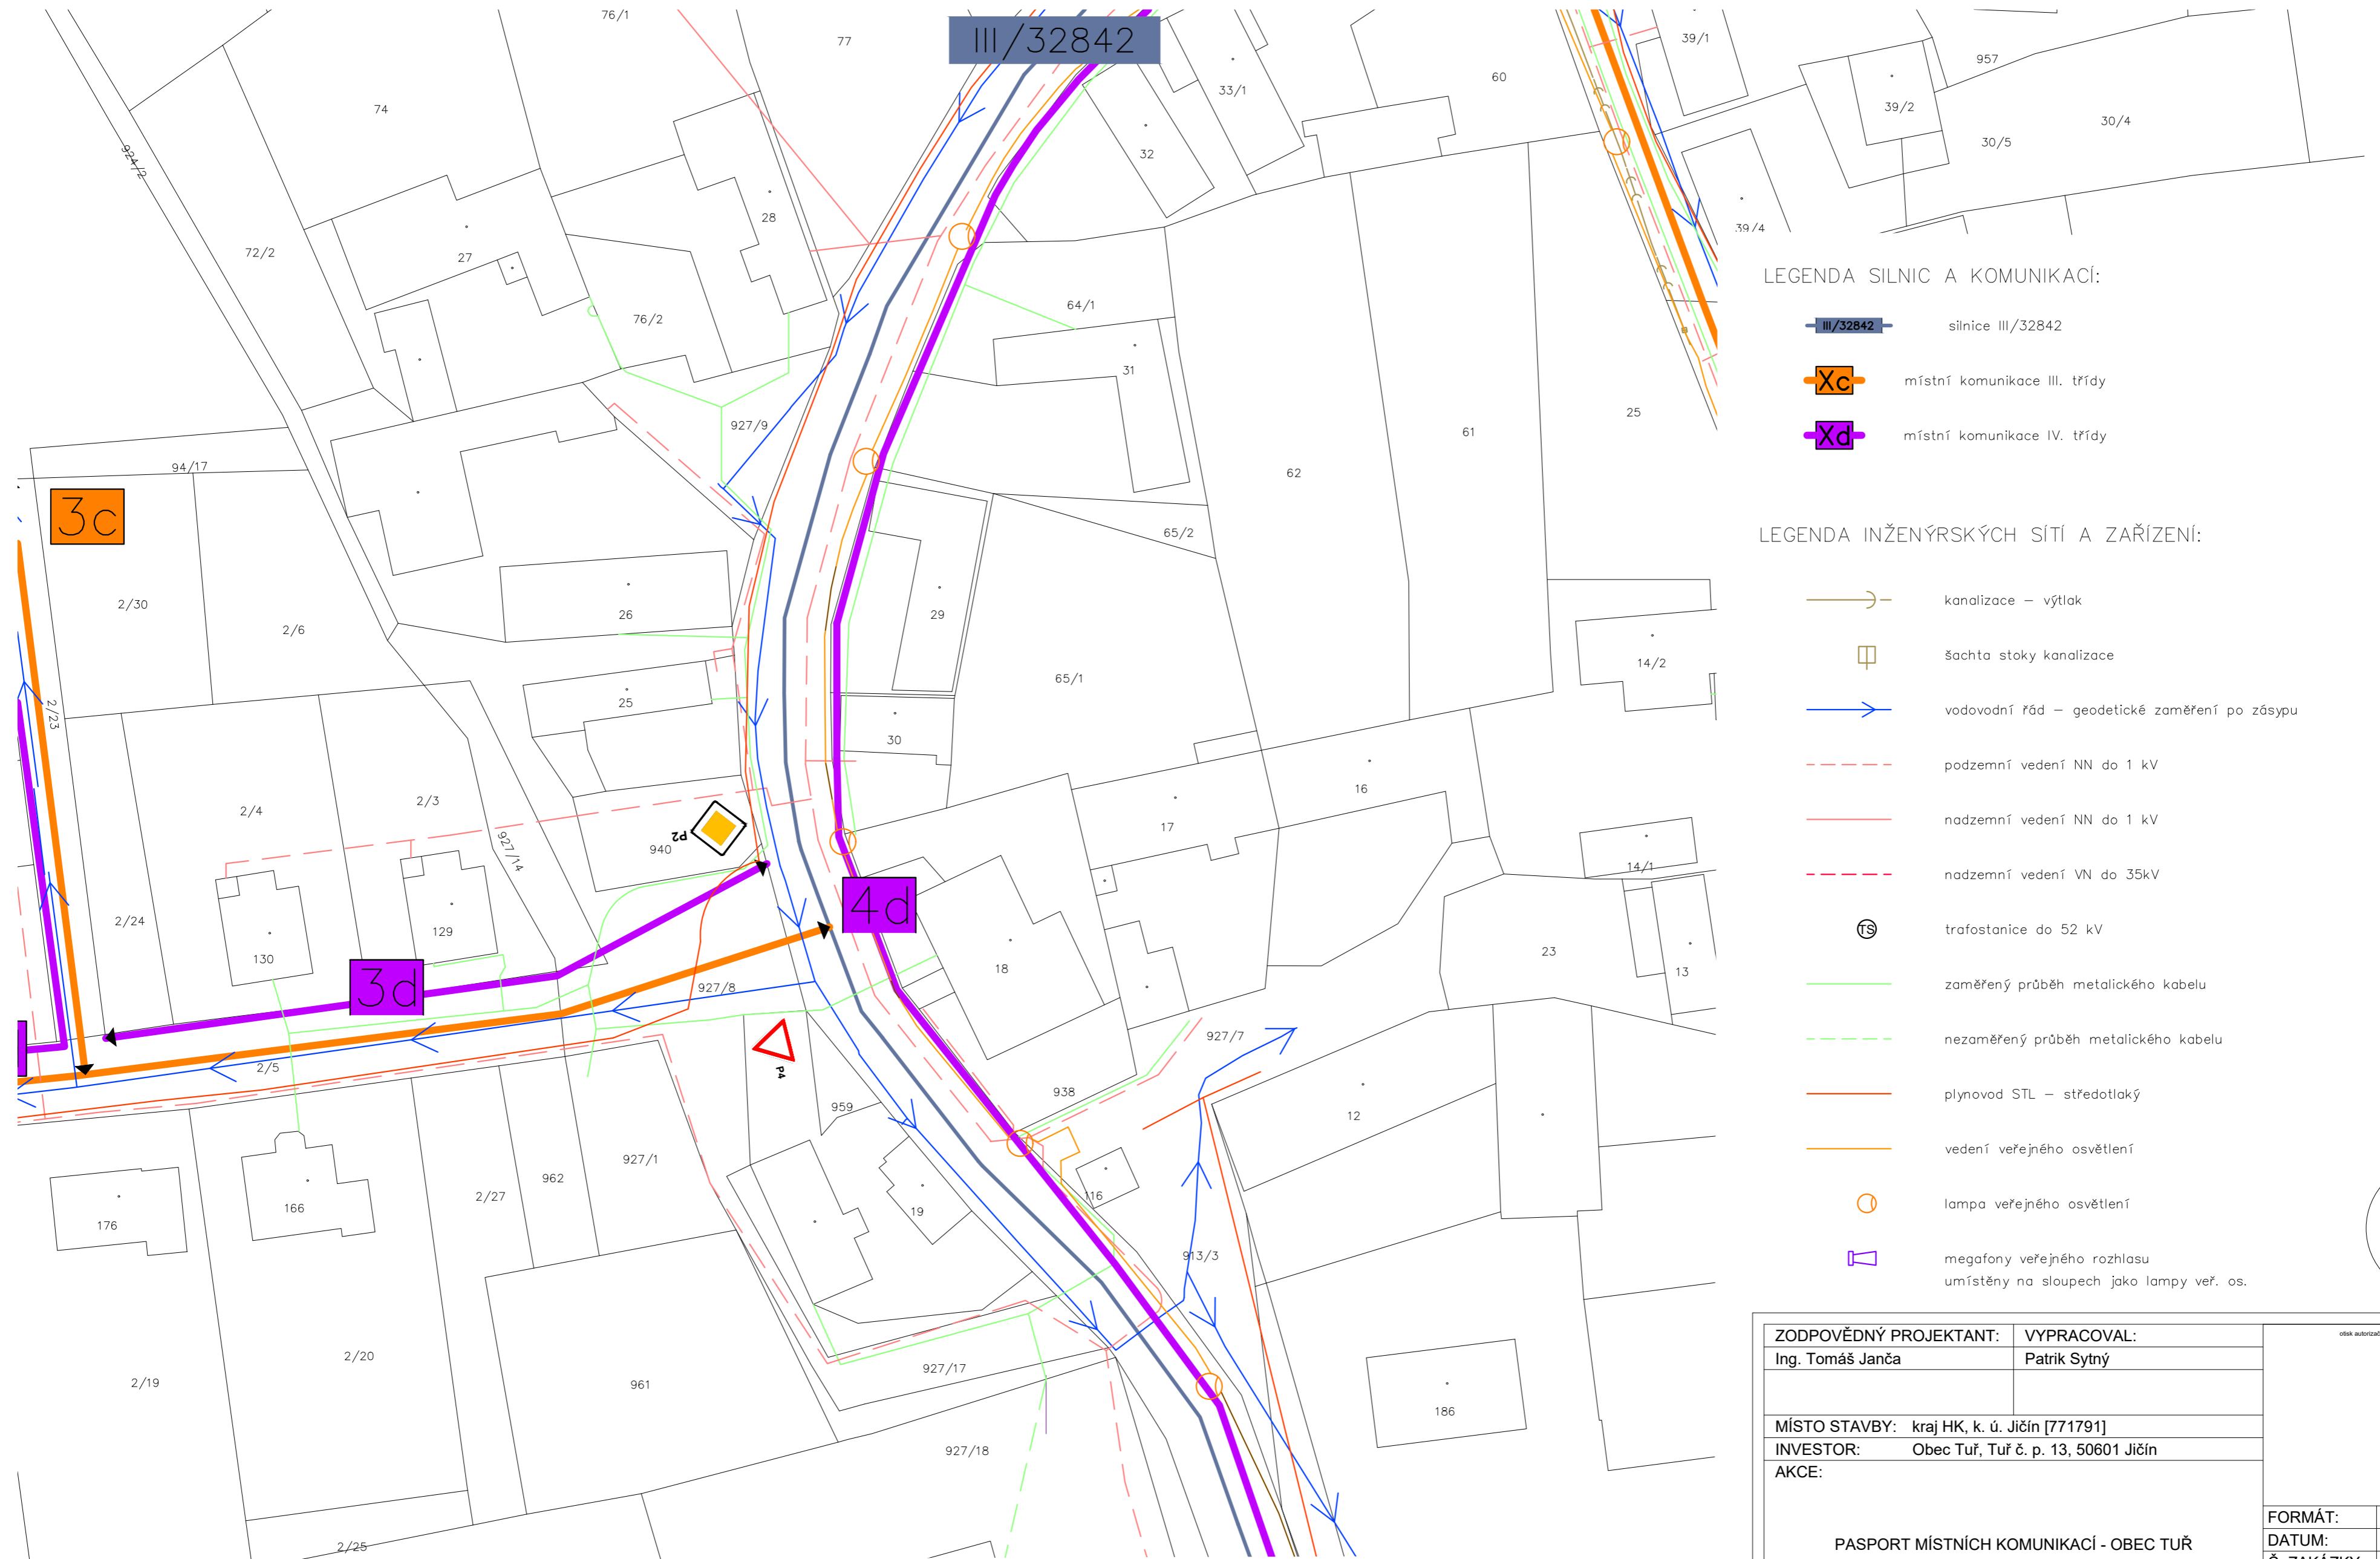 76/1
77
III/32842
33/1
60
39/1
957
74
39/2
30/4
30/5
924/2
32
28
39/4
72/2
27
76/2
64/1
31
927/9
25
61
62
94/17
3c
65/2
2/30
2/6
26
29
14/2
65/1
25
30
2/23
2/4
2/3
927/14
940
P2
16
17
14/1
4d
2/24
129
130
3d
927/8
18
23
13
2/5
P4
927/7
938
959
12
927/1
962
2/27
116
19
176
166
913/3
2/20
2/19
961
927/17
186
927/18
2/25
LEGENDA SILNIC A KOMUNIKACÍ:
III/32842 silnice III/32842
Xc místní komunikace III. třídy
Xd místní komunikace IV. třídy
LEGENDA INŽENÝRSKÝCH SÍTÍ A ZAŘÍZENÍ:
kanalizace – výtlak
šachta stoky kanalizace
vodovodní řád – geodetické zaměření po zásypu
podzemní vedení NN do 1 kV
nadzemní vedení NN do 1 kV
nadzemní vedení VN do 35kV
TS trafostanice do 52 kV
zaměřený průběh metalického kabelu
nezaměřený průběh metalického kabelu
plynovod STL – středotlaký
vedení veřejného osvětlení
lampa veřejného osvětlení
megafony veřejného rozhlasu
umístěny na sloupech jako lampy veř. os.
ZODPOVĚDNÝ PROJEKTANT: VYPRACOVAL:
otisk autorizač
Ing. Tomáš Janča Patrik Sytný
MÍSTO STAVBY: kraj HK, k. ú. Jičín [771791]
INVESTOR: Obec Tuř, Tuř č. p. 13, 50601 Jičín
AKCE:
FORMÁT:
PASPORT MÍSTNÍCH KOMUNIKACÍ - OBEC TUŘ
DATUM: